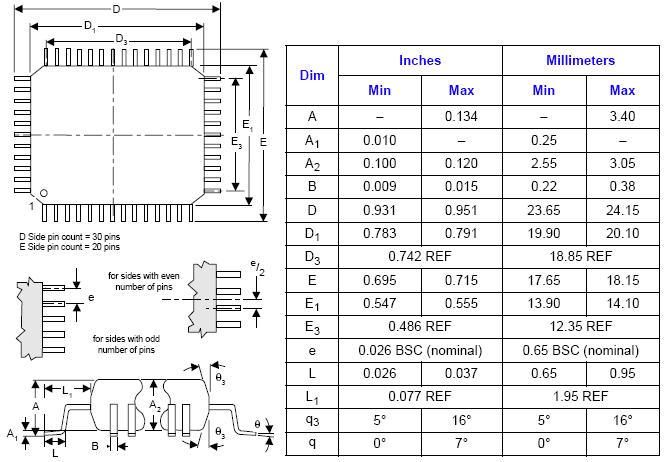 D
D1
D3
E3
E1
E
1
D Side pin count = 30 pins
E Side pin count = 20 pins
e
for sides with even
number of pins
e/2
for sides with odd
number of pins
L1
A
A1
A2
L
B
θ3
θ3
θ
Dim Inches Millimeters
Min Max Min Max
A – 0.134 – 3.40
A1 0.010 – 0.25 –
A2 0.100 0.120 2.55 3.05
B 0.009 0.015 0.22 0.38
D 0.931 0.951 23.65 24.15
D1 0.783 0.791 19.90 20.10
D3 0.742 REF 18.85 REF
E 0.695 0.715 17.65 18.15
E1 0.547 0.555 13.90 14.10
E3 0.486 REF 12.35 REF
e 0.026 BSC (nominal) 0.65 BSC (nominal)
L 0.026 0.037 0.65 0.95
L1 0.077 REF 1.95 REF
q3 5° 16° 5° 16°
q 0° 7° 0° 7°